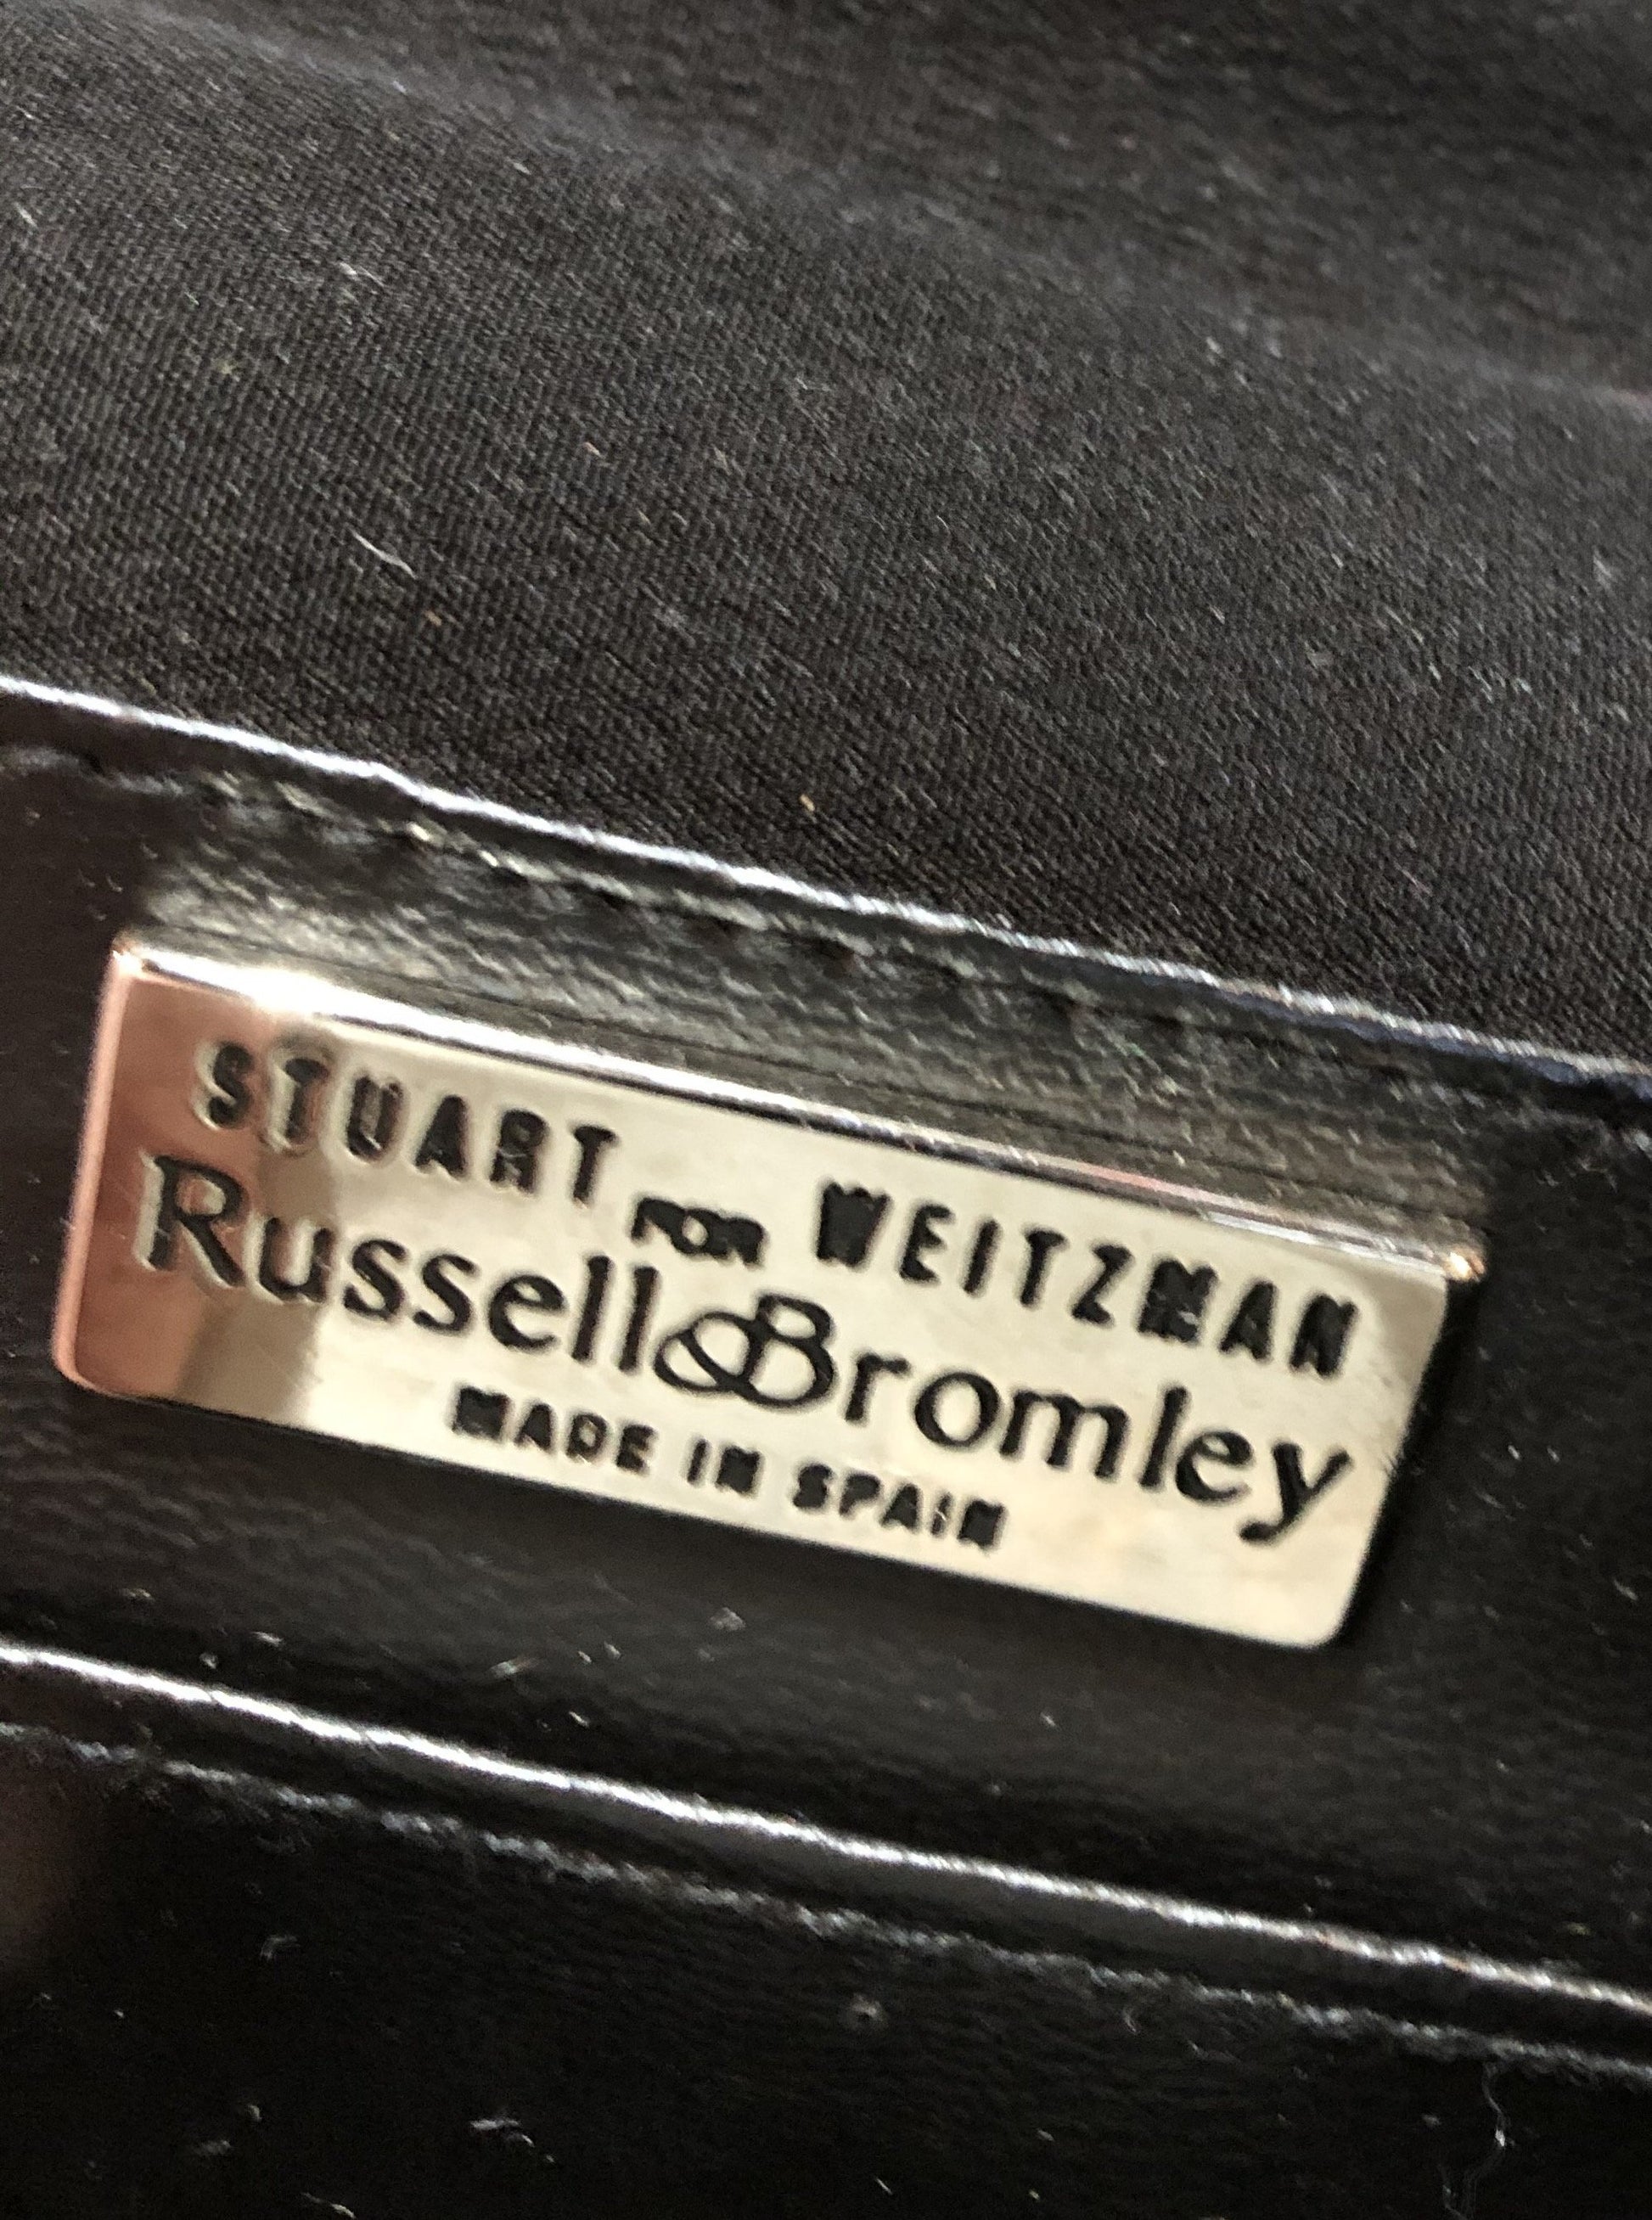 STUART WEITZMAN
FOR
Russell&Bromley
MADE IN SPAIN